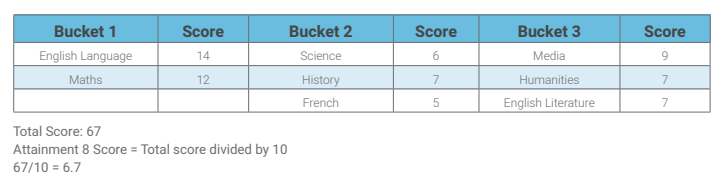 Bucket 1 Score Bucket 2 Score Bucket 3 Score
English Language 14 Science 6 Media 9
Maths 12 History 7 Humanities 7
French 5 English Literature 7
Total Score: 67
Attainment 8 Score = Total score divided by 10
67/10 = 6.7